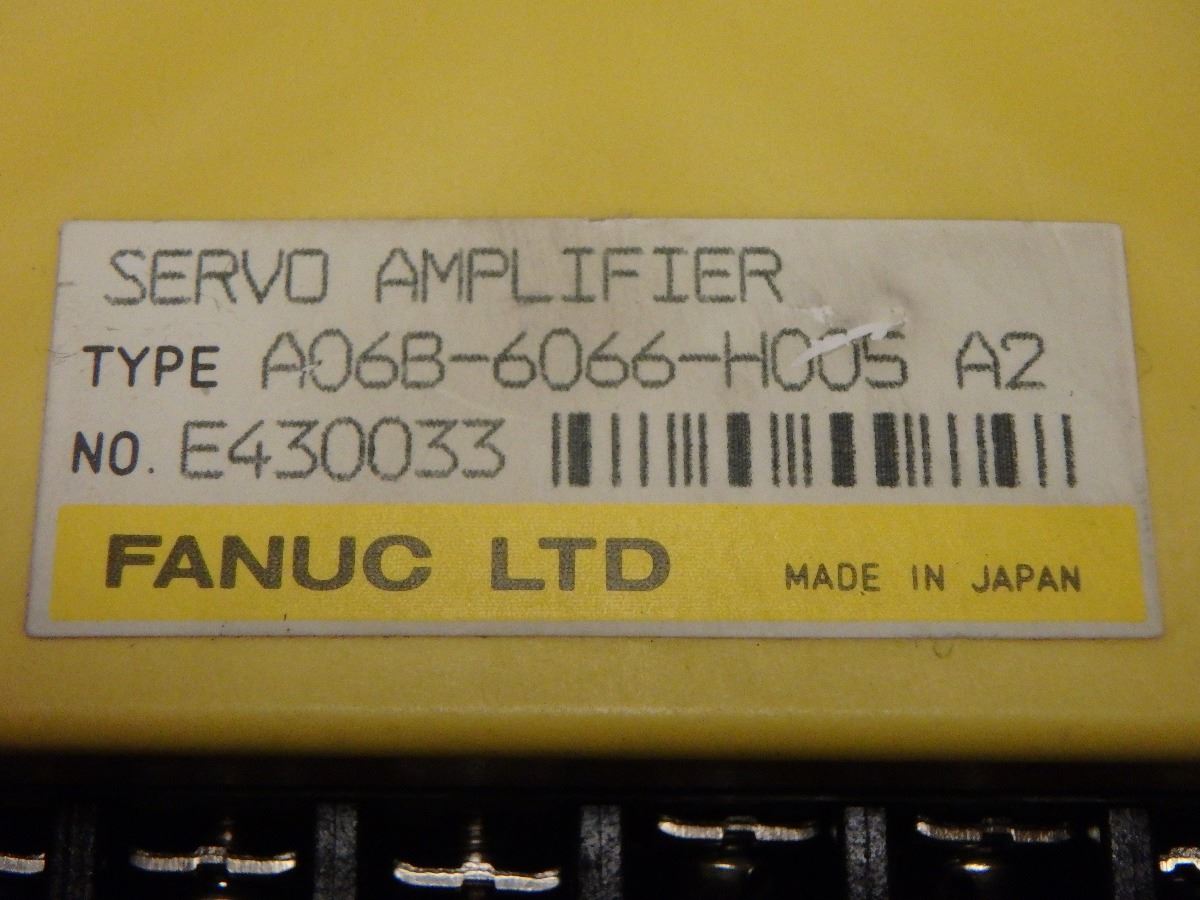 SERVO AMPLIFIER
TYPE A06B-6066-H005 A2
NO. E430033
FANUC LTD MADE IN JAPAN